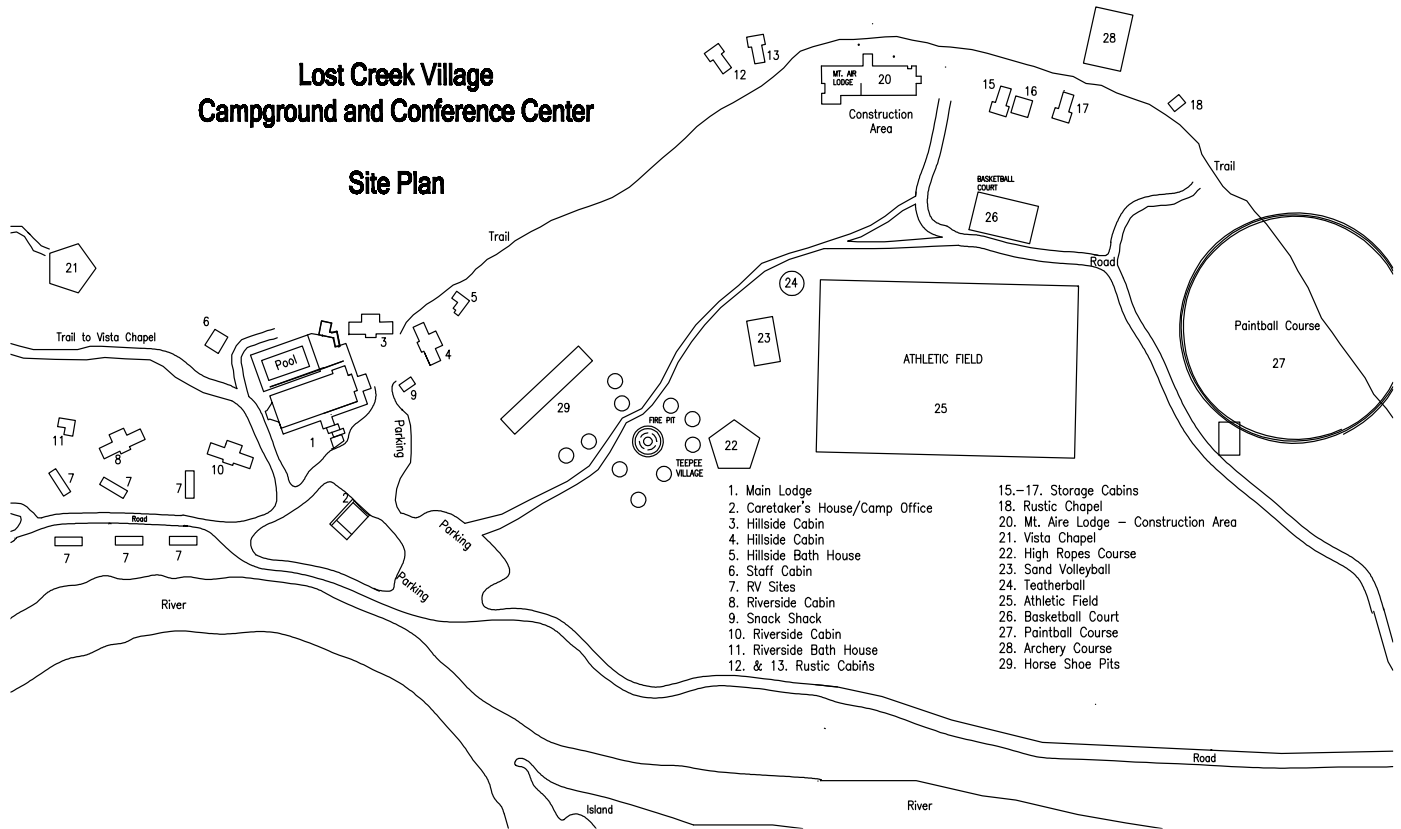 Lost Creek Village
Campground and Conference Center
Site Plan
28
13
12
MT. AIR
LODGE
20
15
16
17
18
Construction
Area
Trail
BASKETBALL
COURT
26
Trail
21
Road
24
5
6
Trail to Vista Chapel
Pool
3
4
23
ATHLETIC FIELD
Paintball Course
27
9
29
25
FIRE PIT
11
8
10
1
Parking
22
TEEPEE
VILLAGE
7
7
7
2
Road
Parking
7
7
7
Parking
River
1. Main Lodge
2. Caretaker's House/Camp Office
3. Hillside Cabin
4. Hillside Cabin
5. Hillside Bath House
6. Staff Cabin
7. RV Sites
8. Riverside Cabin
9. Snack Shack
10. Riverside Cabin
11. Riverside Bath House
12. & 13. Rustic Cabins
15.-17. Storage Cabins
18. Rustic Chapel
20. Mt. Aire Lodge - Construction Area
21. Vista Chapel
22. High Ropes Course
23. Sand Volleyball
24. Teatherball
25. Athletic Field
26. Basketball Court
27. Paintball Course
28. Archery Course
29. Horse Shoe Pits
Road
Island
River